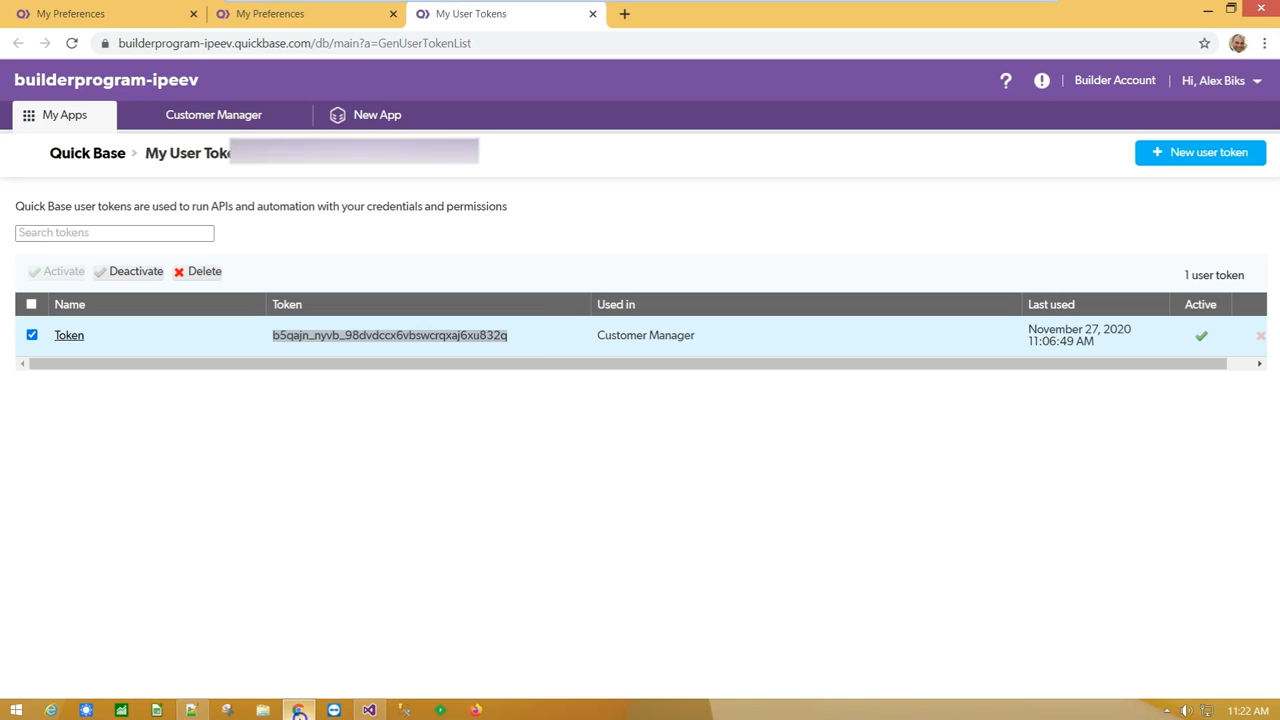 My Preferences
My Preferences
My User Tokens
builderprogram-ipeev.quickbase.com/db/main?a=GenUserTokenList
builderprogram-ipeev
Builder Account
Hi, Alex Biks
My Apps
Customer Manager
New App
Quick Base > My User Toke
+ New user token
Quick Base user tokens are used to run APIs and automation with your credentials and permissions
Search tokens
Activate Deactivate Delete
1 user token
Name Token Used in Last used Active
Token b5qajn_nyvb_98dvdccx6vbswcrqxaj6xu832q Customer Manager November 27, 2020
11:06:49 AM
11:22 AM